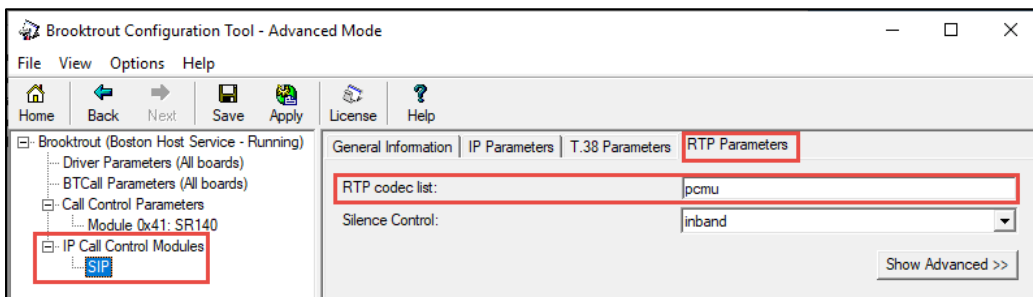 Brooktrout Configuration Tool - Advanced Mode
File View Options Help
Home Back Next Save Apply License Help
Brooktrout (Boston Host Service - Running)
Driver Parameters (All boards)
BTCall Parameters (All boards)
Call Control Parameters
Module 0x41: SR140
IP Call Control Modules
SIP
General Information IP Parameters T.38 Parameters RTP Parameters
RTP codec list: pcmu
Silence Control: inband
Show Advanced >>